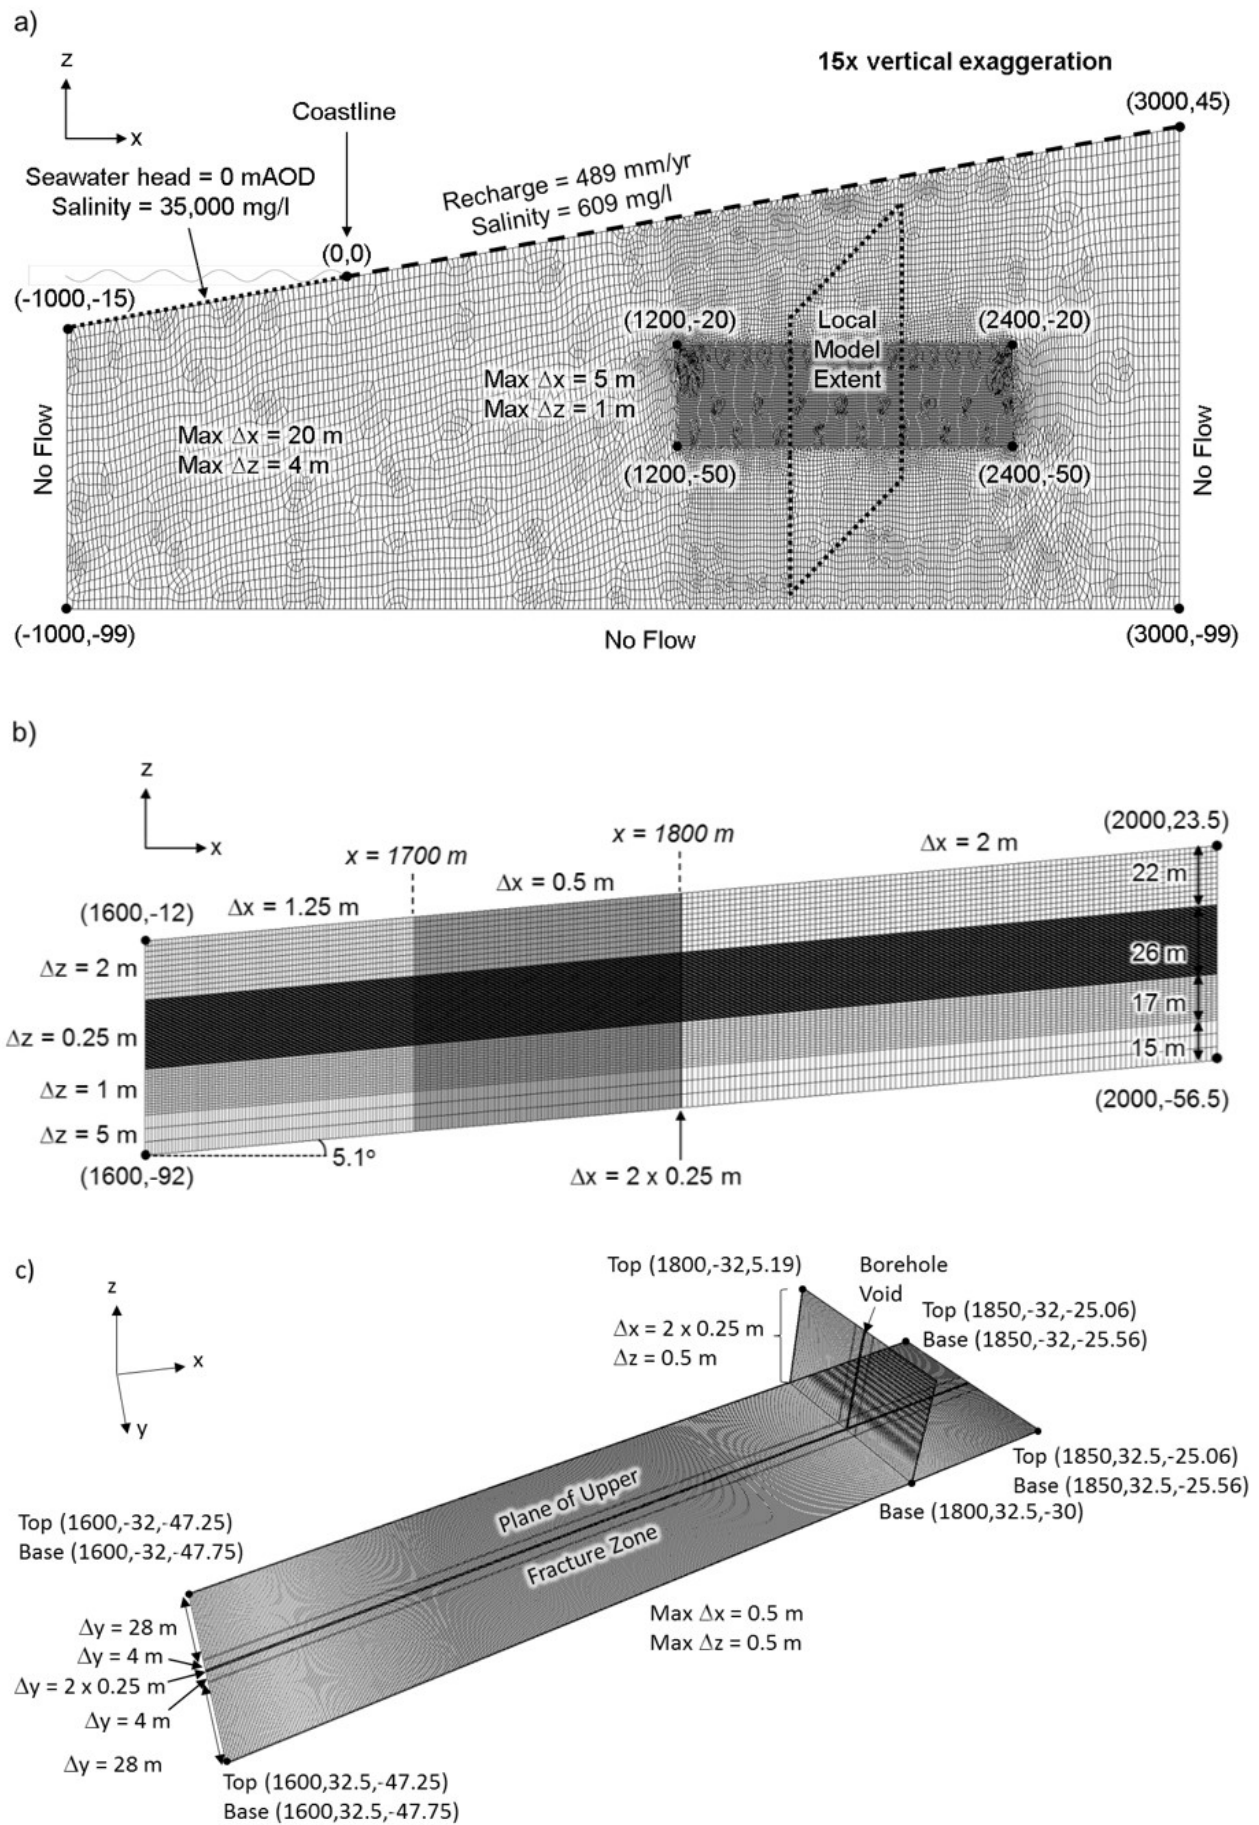 a)
z
x
15x vertical exaggeration
(3000,45)
Coastline
Seawater head = 0 mAOD
Salinity = 35,000 mg/l
Recharge = 489 mm/yr
Salinity = 609 mg/l
(0,0)
(-1000,-15)
(1200,-20)
Local
Model
Extent
(2400,-20)
Max Δx = 5 m
Max Δz = 1 m
Max Δx = 20 m
Max Δz = 4 m
No Flow
No Flow
(1200,-50)
(2400,-50)
(-1000,-99)
No Flow
(3000,-99)
b)
z
x
x = 1700 m
x = 1800 m
(2000,23.5)
Δx = 2 m
Δx = 0.5 m
Δx = 1.25 m
(1600,-12)
22 m
Δz = 2 m
26 m
Δz = 0.25 m
17 m
15 m
Δz = 1 m
Δz = 5 m
(2000,-56.5)
5.1º
(1600,-92)
Δx = 2 x 0.25 m
c)
z
x
y
Top (1800,-32,5.19)
Borehole
Void
Δx = 2 x 0.25 m
Δz = 0.5 m
Top (1850,-32,-25.06)
Base (1850,-32,-25.56)
Plane of Upper
Fracture Zone
Top (1850,32.5,-25.06)
Base (1850,32.5,-25.56)
Base (1800,32.5,-30)
Top (1600,-32,-47.25)
Base (1600,-32,-47.75)
Max Δx = 0.5 m
Max Δz = 0.5 m
Δy = 28 m
Δy = 4 m
Δy = 2 x 0.25 m
Δy = 4 m
Δy = 28 m
Top (1600,32.5,-47.25)
Base (1600,32.5,-47.75)